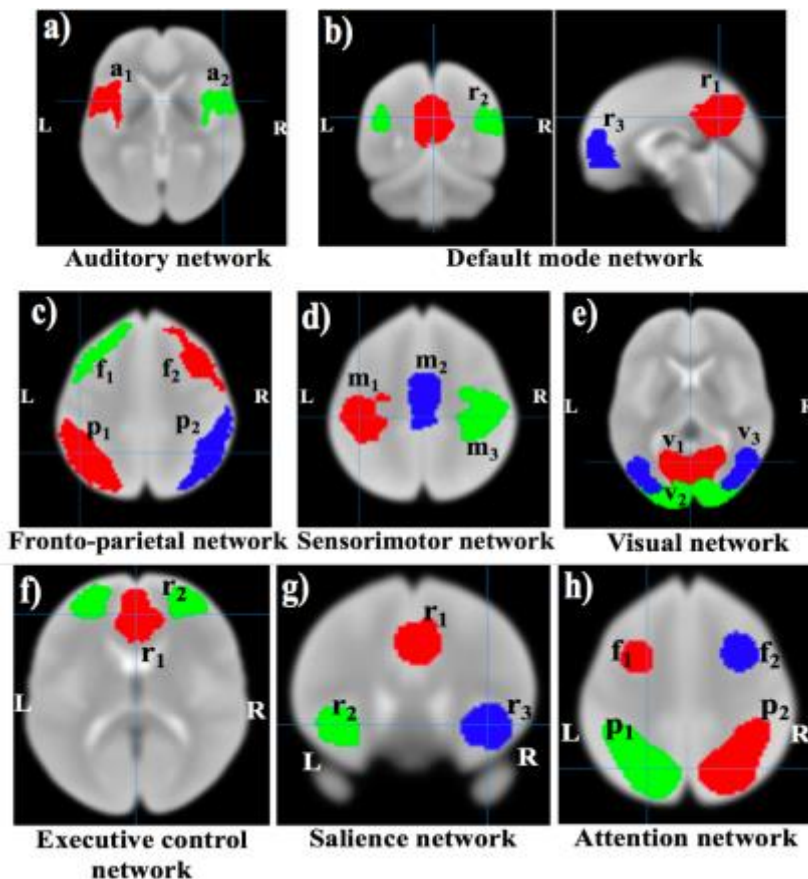 a)
a1
a2
L
R
Auditory network
b)
r2
L
R
r1
r3
Default mode network
c)
f1
f2
L
R
p1
p2
Fronto-parietal network
d)
m2
m1
L
R
m3
Sensorimotor network
e)
L
R
v1
v3
v2
Visual network
f)
r2
r1
L
R
Executive control
network
g)
r1
r2
r3
L
R
Salience network
h)
f1
f2
p1
p2
L
R
Attention network